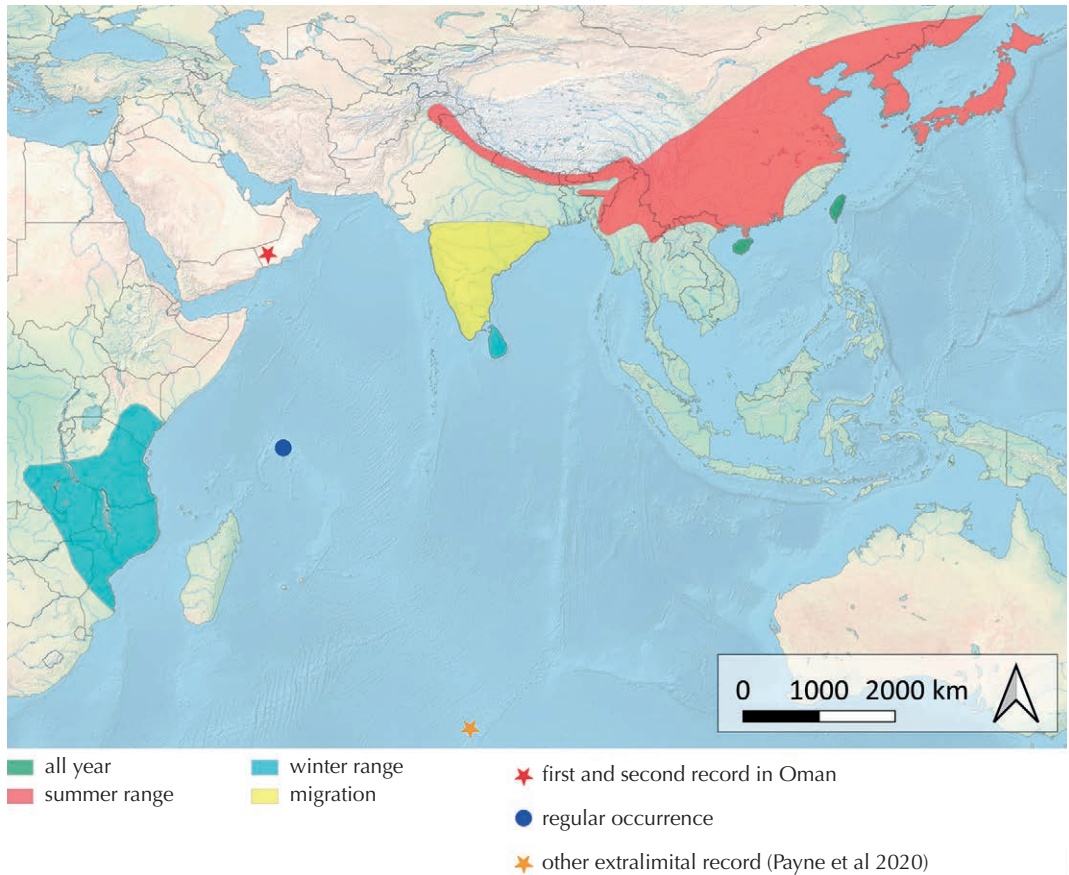 0 1000 2000 km
all year
summer range
winter range
migration
first and second record in Oman
regular occurrence
other extralimital record (Payne et al 2020)